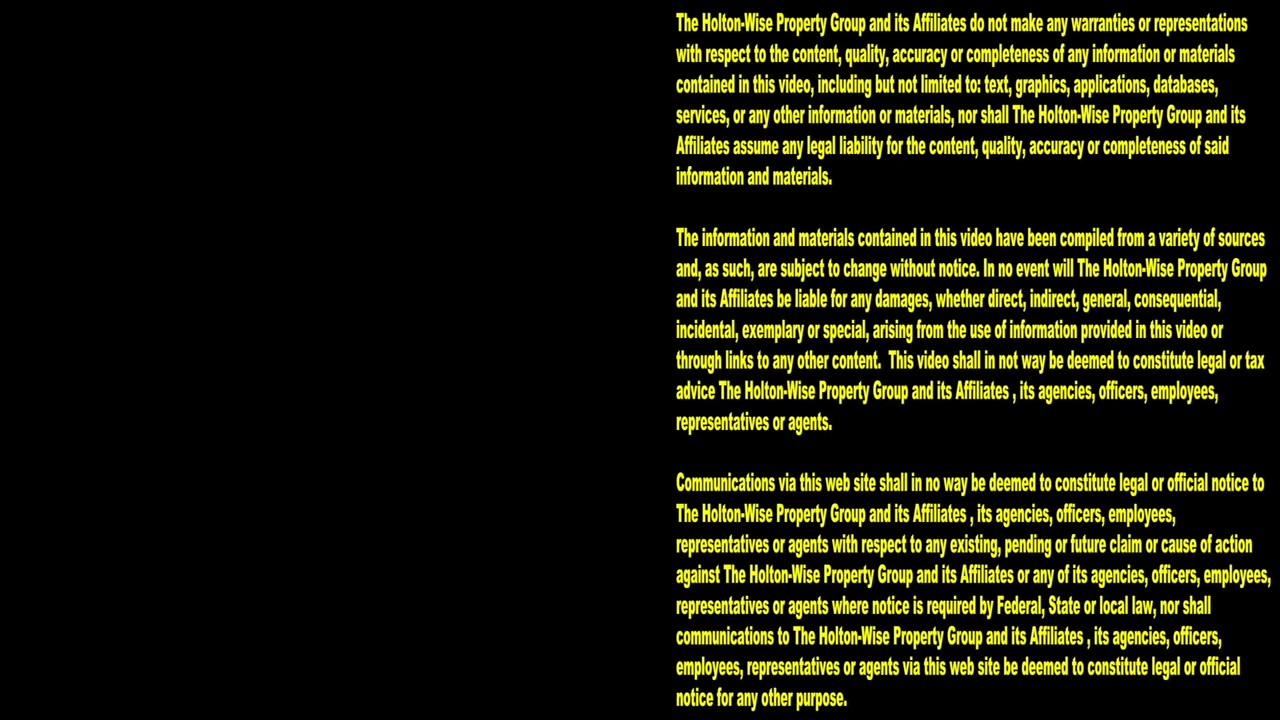 The Holton-Wise Property Group and its Affiliates do not make any warranties or representations
with respect to the content, quality, accuracy or completeness of any information or materials
contained in this video, including but not limited to: text, graphics, applications, databases,
services, or any other information or materials, nor shall The Holton-Wise Property Group and its
Affiliates assume any legal liability for the content, quality, accuracy or completeness of said
information and materials.
The information and materials contained in this video have been compiled from a variety of sources
and, as such, are subject to change without notice. In no event will The Holton-Wise Property Group
and its Affiliates be liable for any damages, whether direct, indirect, general, consequential,
incidental, exemplary or special, arising from the use of information provided in this video or
through links to any other content.  This video shall in not way be deemed to constitute legal or tax
advice The Holton-Wise Property Group and its Affiliates , its agencies, officers, employees,
representatives or agents.
Communications via this web site shall in no way be deemed to constitute legal or official notice to
The Holton-Wise Property Group and its Affiliates , its agencies, officers, employees,
representatives or agents with respect to any existing, pending or future claim or cause of action
against The Holton-Wise Property Group and its Affiliates or any of its agencies, officers, employees,
representatives or agents where notice is required by Federal, State or local law, nor shall
communications to The Holton-Wise Property Group and its Affiliates , its agencies, officers,
employees, representatives or agents via this web site be deemed to constitute legal or official
notice for any other purpose.